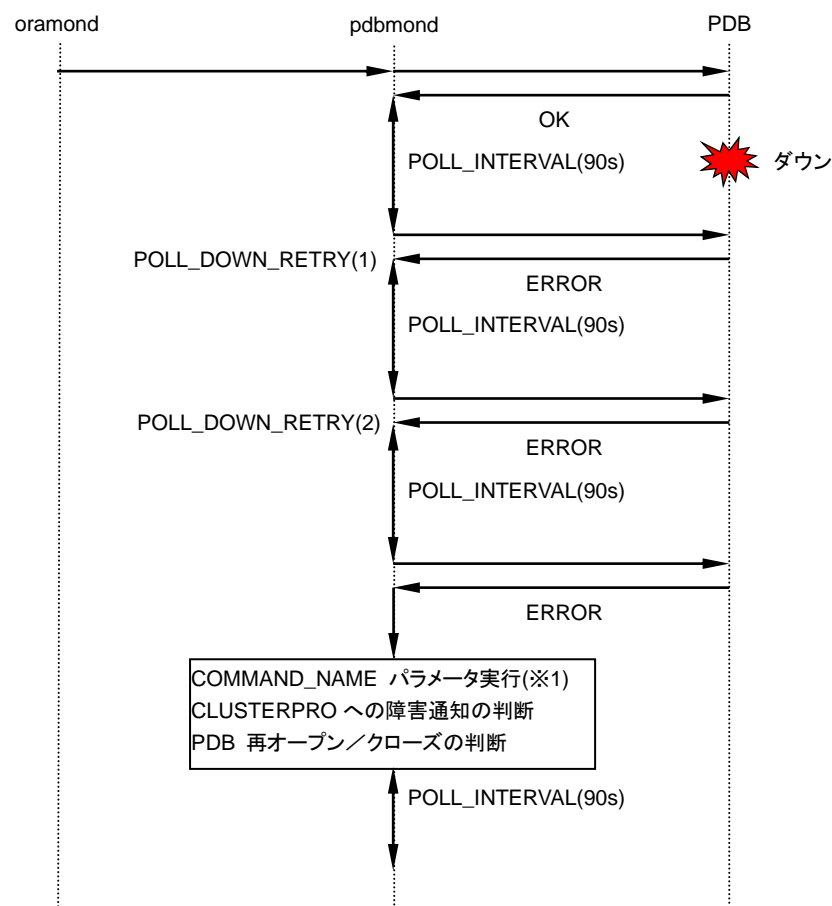 oramond
pdbmond
PDB
OK
POLL_INTERVAL(90s)
ダウン
POLL_DOWN_RETRY(1)
ERROR
POLL_INTERVAL(90s)
POLL_DOWN_RETRY(2)
ERROR
POLL_INTERVAL(90s)
ERROR
COMMAND_NAME パラメータ実行(※1)
CLUSTERPRO への障害通知の判断
PDB 再オープン／クローズの判断
POLL_INTERVAL(90s)